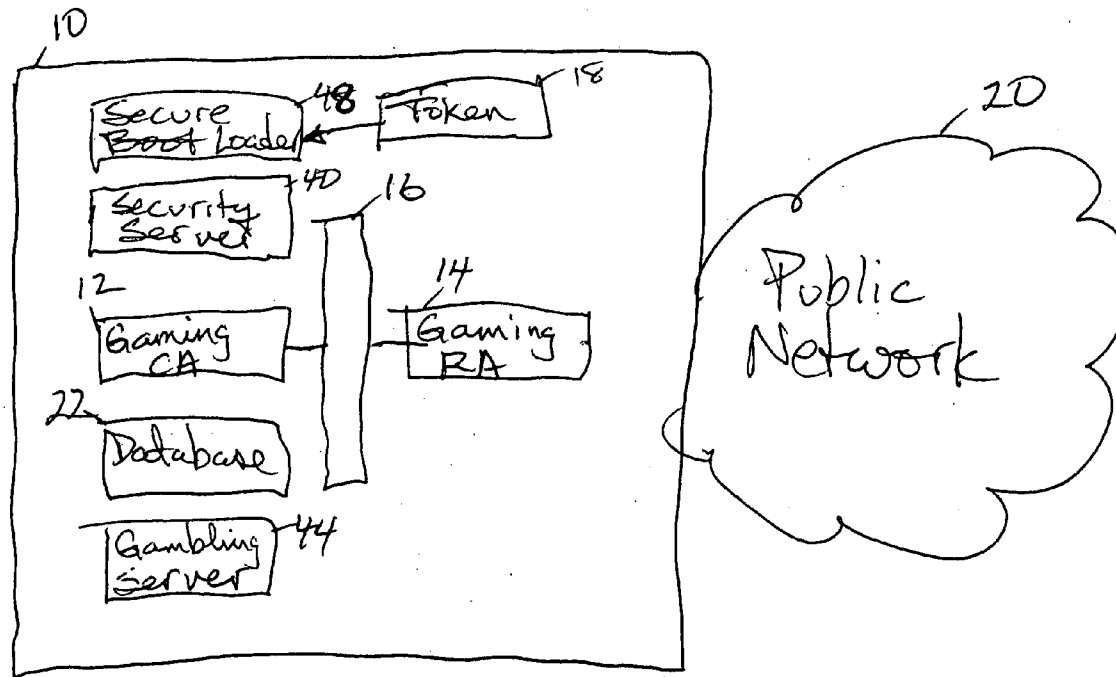 10
Secure
Boot Loader
48
Token
18
20
Security
Server
40
16
12
Gaming
CA
14
Gaming
RA
Public
Network
22
Database
Gambling
Server
44